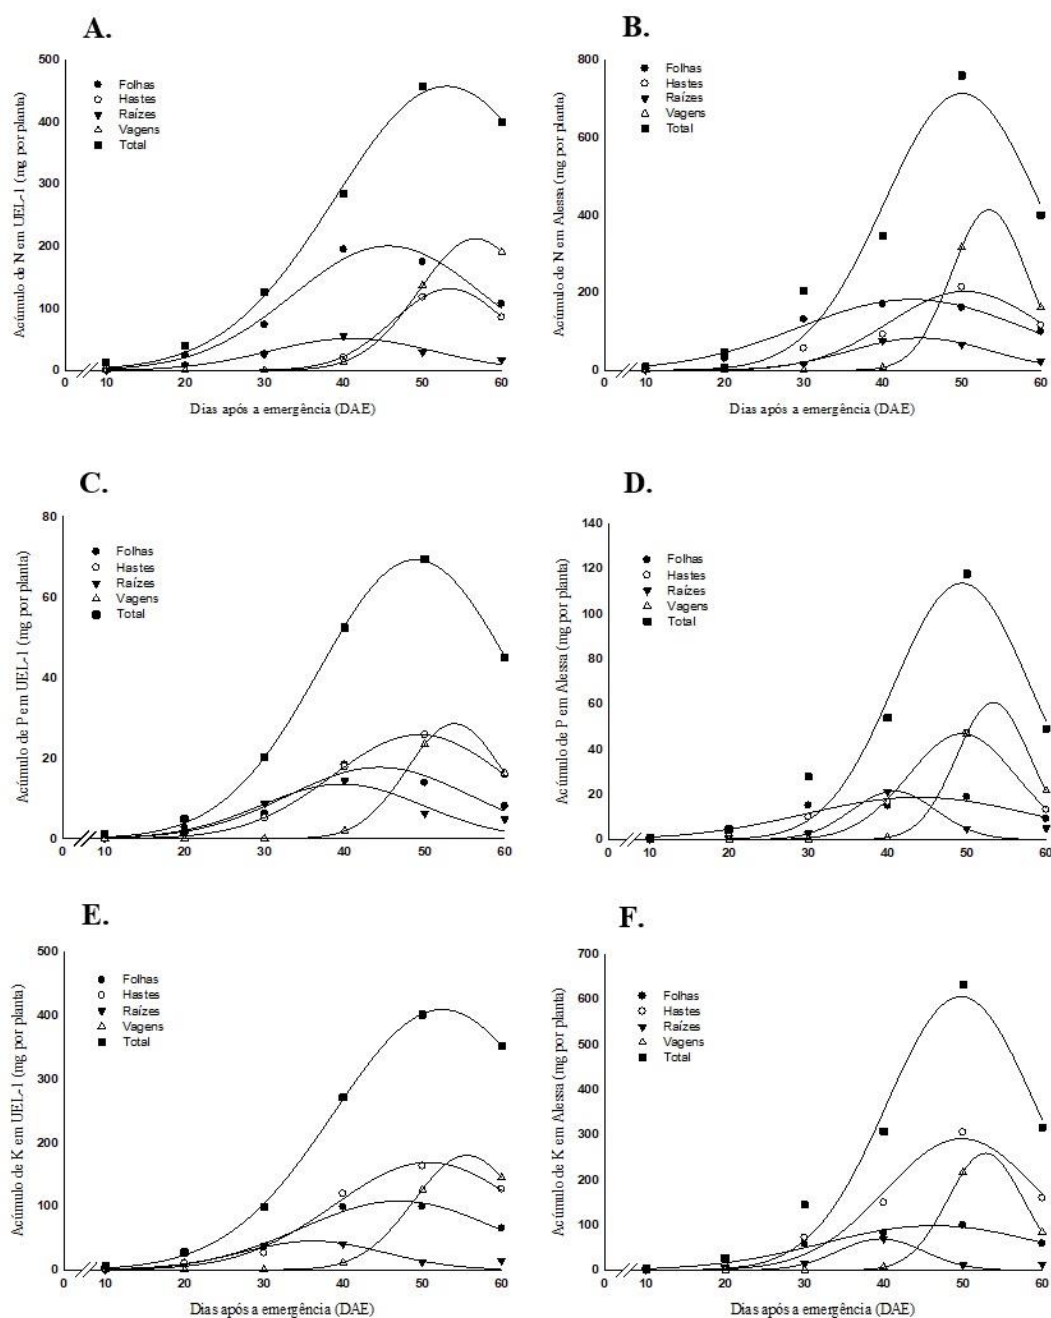 A.
Acúmulo de N em UEL-1 (mg por planta)
500
400
300
200
100
0
Folhas
Hastes
Raízes
Vagens
Total
0 10 20 30 40 50 60
Dias após a emergência (DAE)
B.
Acúmulo de N em Alessa (mg por planta)
800
600
400
200
0
Folhas
Hastes
Raízes
Vagens
Total
0 10 20 30 40 50 60
Dias após a emergência (DAE)
C.
Acúmulo de P em UEL-1 (mg por planta)
80
60
40
20
0
Folhas
Hastes
Raízes
Vagens
Total
0 10 20 30 40 50 60
D.
Acúmulo de P em Alessa (mg por planta)
140
120
100
80
60
40
20
0
Folhas
Hastes
Raízes
Vagens
Total
0 10 20 30 40 50 60
E.
Acúmulo de K em UEL-1 (mg por planta)
500
400
300
200
100
0
Folhas
Hastes
Raízes
Vagens
Total
0 10 20 30 40 50 60
Dias após a emergência (DAE)
F.
Acúmulo de K em Alessa (mg por planta)
700
600
500
400
300
200
100
0
Folhas
Hastes
Raízes
Vagens
Total
0 10 20 30 40 50 60
Dias após a emergência (DAE)